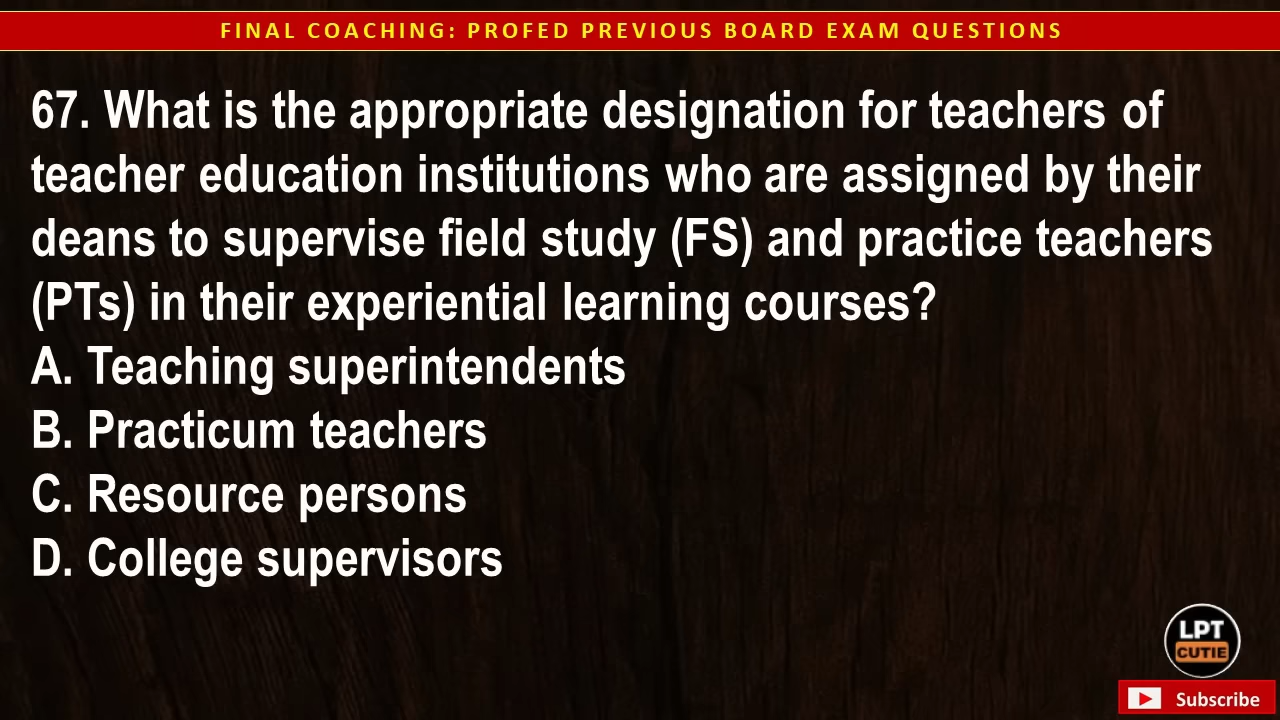 FINAL COACHING: PROFED PREVIOUS BOARD EXAM QUESTIONS
67. What is the appropriate designation for teachers of
teacher education institutions who are assigned by their
deans to supervise field study (FS) and practice teachers
(PTs) in their experiential learning courses?
A. Teaching superintendents
B. Practicum teachers
C. Resource persons
D. College supervisors
LPT
CUTIE
Subscribe